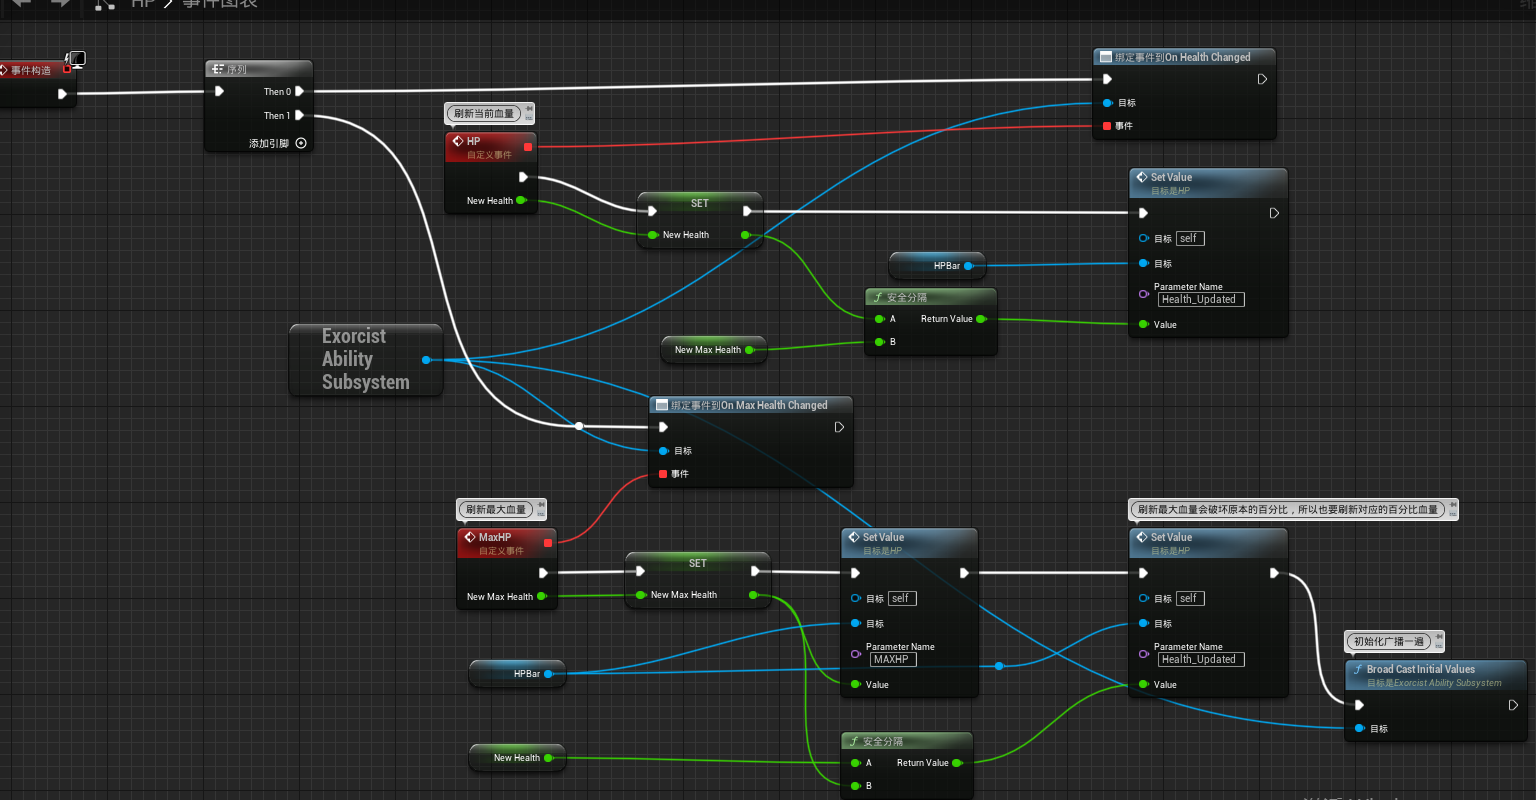 HP
事件图表
事件构造
序列
Then 0
Then 1
添加引脚
绑定事件到On Health Changed
目标
事件
刷新当前血量
HP
自定义事件
New Health
SET
New Health
Set Value
目标是HP
目标 self
目标
Parameter Name
Health_Updated
Value
HPBar
安全分隔
A
Return Value
B
New Max Health
Exorcist
Ability
Subsystem
绑定事件到On Max Health Changed
目标
事件
刷新最大血量
MaxHP
自定义事件
New Max Health
SET
New Max Health
Set Value
目标是HP
目标 self
目标
Parameter Name
MAXHP
Value
刷新最大血量会破坏原本的百分比，所以也要刷新对应的百分比血量
Set Value
目标是HP
目标 self
目标
Parameter Name
Health_Updated
Value
初始化广播一遍
Broad Cast Initial Values
目标是Exorcist Ability Subsystem
目标
HPBar
New Health
安全分隔
A
Return Value
B